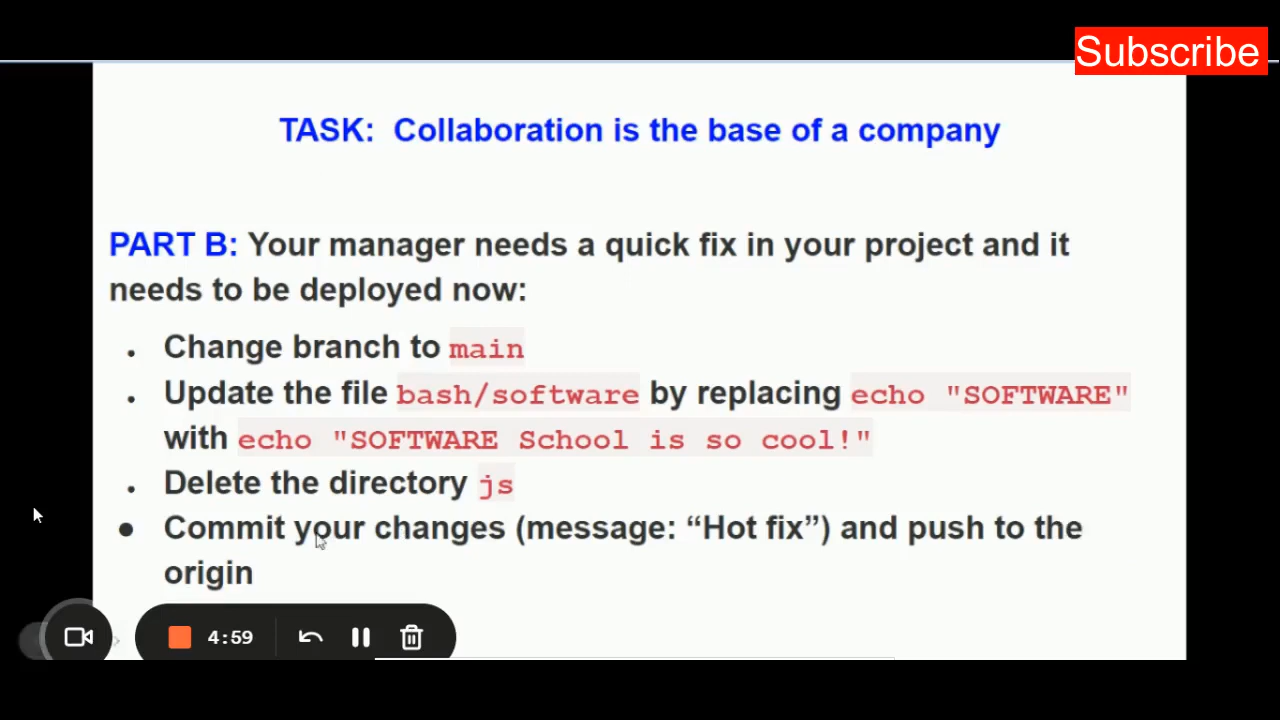 Subscribe
TASK: Collaboration is the base of a company
PART B: Your manager needs a quick fix in your project and it
needs to be deployed now:
. Change branch to main
. Update the file bash/software by replacing echo "SOFTWARE"
with echo "SOFTWARE School is so cool!"
. Delete the directory js
● Commit your changes (message: “Hot fix”) and push to the
origin
4:59